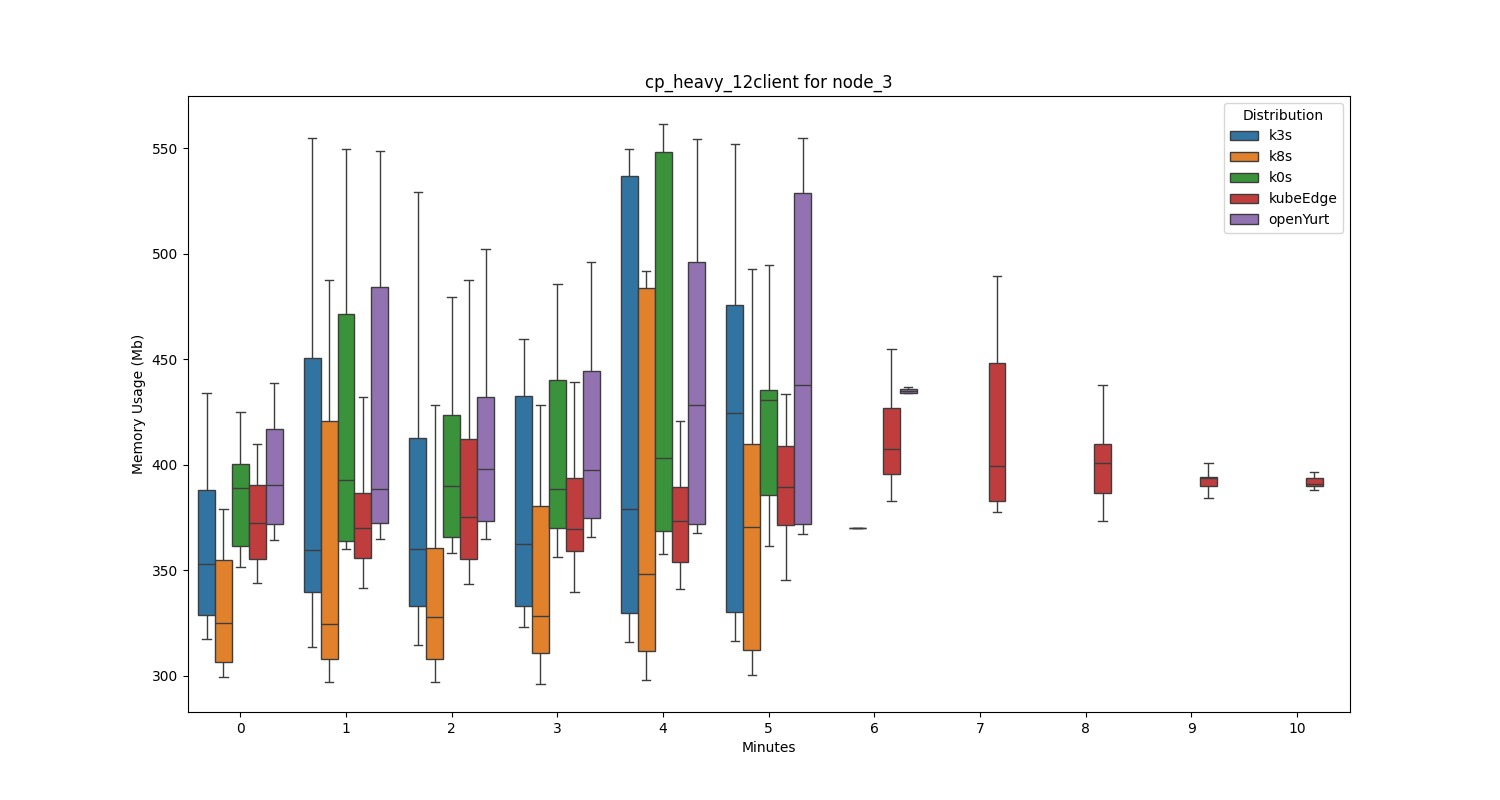 cp_heavy_12client for node_3
Distribution
k3s
k8s
k0s
kubeEdge
openYurt
Memory Usage (Mb)
550
500
450
400
350
300
0 1 2 3 4 5 6 7 8 9 10
Minutes